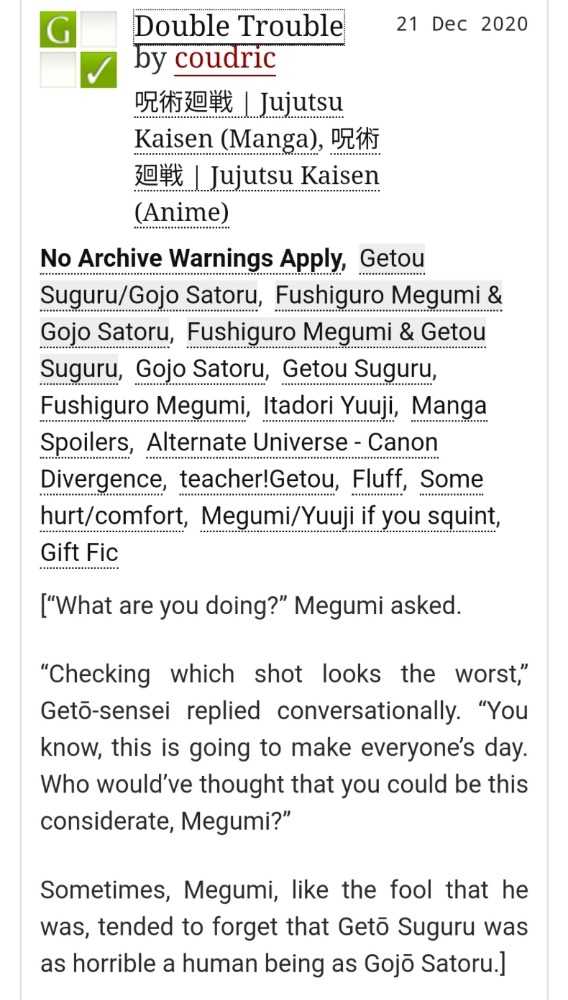 G
Double Trouble
21 Dec 2020
by coudric
呪術廻戦 | Jujutsu
Kaisen (Manga), 呪術
廻戦 | Jujutsu Kaisen
(Anime)
No Archive Warnings Apply, Getou
Suguru/Gojo Satoru, Fushiguro Megumi &
Gojo Satoru, Fushiguro Megumi & Getou
Suguru, Gojo Satoru, Getou Suguru,
Fushiguro Megumi, Itadori Yuuji, Manga
Spoilers, Alternate Universe - Canon
Divergence, teacher!Getou, Fluff, Some
hurt/comfort, Megumi/Yuuji if you squint,
Gift Fic
[“What are you doing?” Megumi asked.
“Checking which shot looks the worst,”
Getō-sensei replied conversationally. “You
know, this is going to make everyone’s day.
Who would’ve thought that you could be this
considerate, Megumi?”
Sometimes, Megumi, like the fool that he
was, tended to forget that Getō Suguru was
as horrible a human being as Gojō Satoru.]